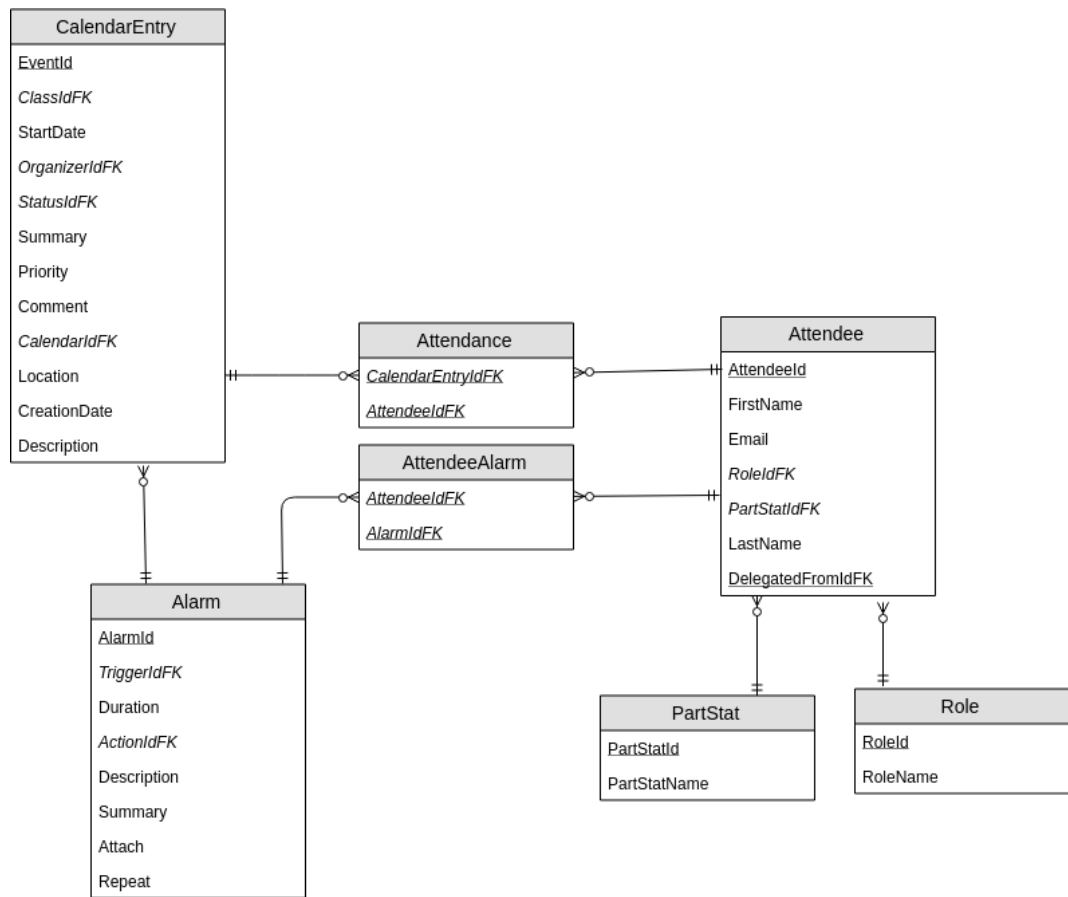 CalendarEntry
EventId
ClassIdFK
StartDate
OrganizerIdFK
StatusIdFK
Summary
Priority
Comment
CalendarIdFK
Location
CreationDate
Description
Attendance
CalendarEntryIdFK
AttendeeIdFK
AttendeeAlarm
AttendeeIdFK
AlarmIdFK
Attendee
AttendeeId
FirstName
Email
RoleIdFK
PartStatIdFK
LastName
DelegatedFromIdFK
Alarm
AlarmId
TriggerIdFK
Duration
ActionIdFK
Description
Summary
Attach
Repeat
PartStat
PartStatId
PartStatName
Role
RoleId
RoleName